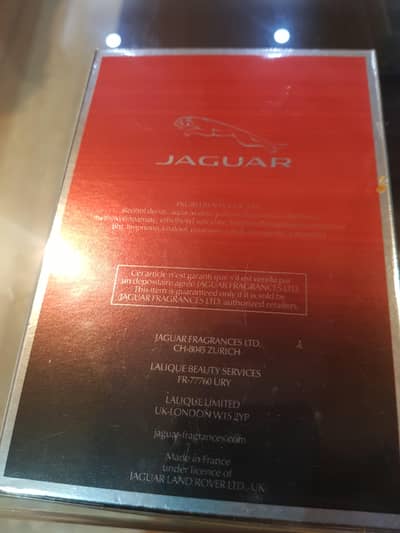 JAGUAR
Cet article n'est garanti que s'il est vendu par
un dépositaire agréé JAGUAR FRAGRANCES LTD.
This item is guaranteed only if it is sold by
JAGUAR FRAGRANCES LTD. authorized retailers.
JAGUAR FRAGRANCES LTD.
CH-8045 ZURICH
LALIQUE BEAUTY SERVICES
FR-77760 URY
LALIQUE LIMITED
UK-LONDON W1S 2YP
jaguar-fragrances.com
Made in France
under licence of
JAGUAR LAND ROVER LTD., UK